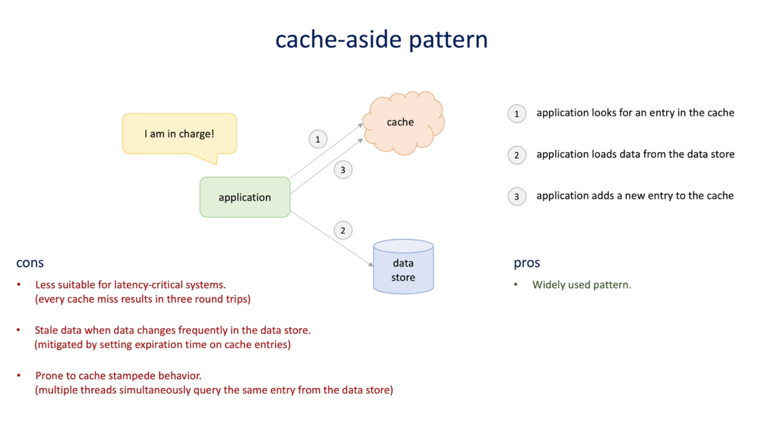 cache-aside pattern
I am in charge!
application
cache
data
store
1
3
2
1 application looks for an entry in the cache
2 application loads data from the data store
3 application adds a new entry to the cache
cons
• Less suitable for latency-critical systems.
(every cache miss results in three round trips)
• Stale data when data changes frequently in the data store.
(mitigated by setting expiration time on cache entries)
• Prone to cache stampede behavior.
(multiple threads simultaneously query the same entry from the data store)
pros
• Widely used pattern.